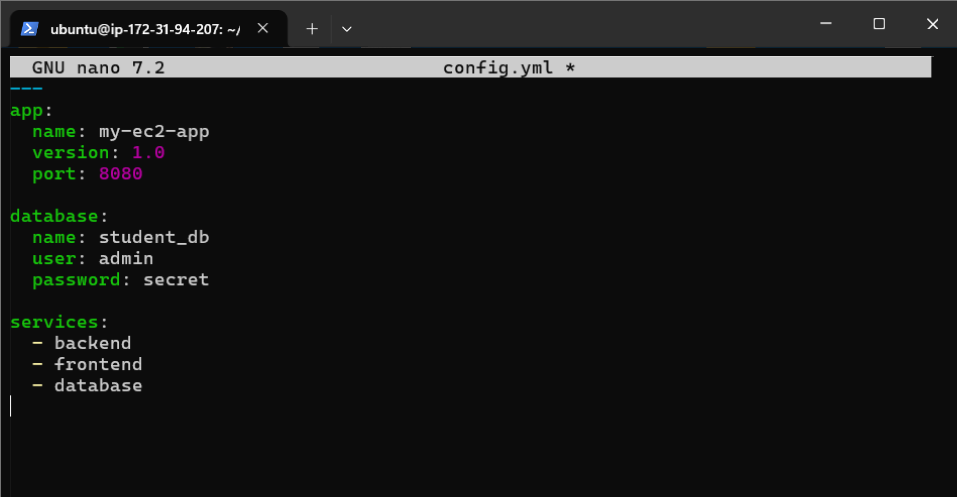 ubuntu@ip-172-31-94-207: ~/
GNU nano 7.2 config.yml *
---
app:
  name: my-ec2-app
  version: 1.0
  port: 8080

database:
  name: student_db
  user: admin
  password: secret

services:
  - backend
  - frontend
  - database